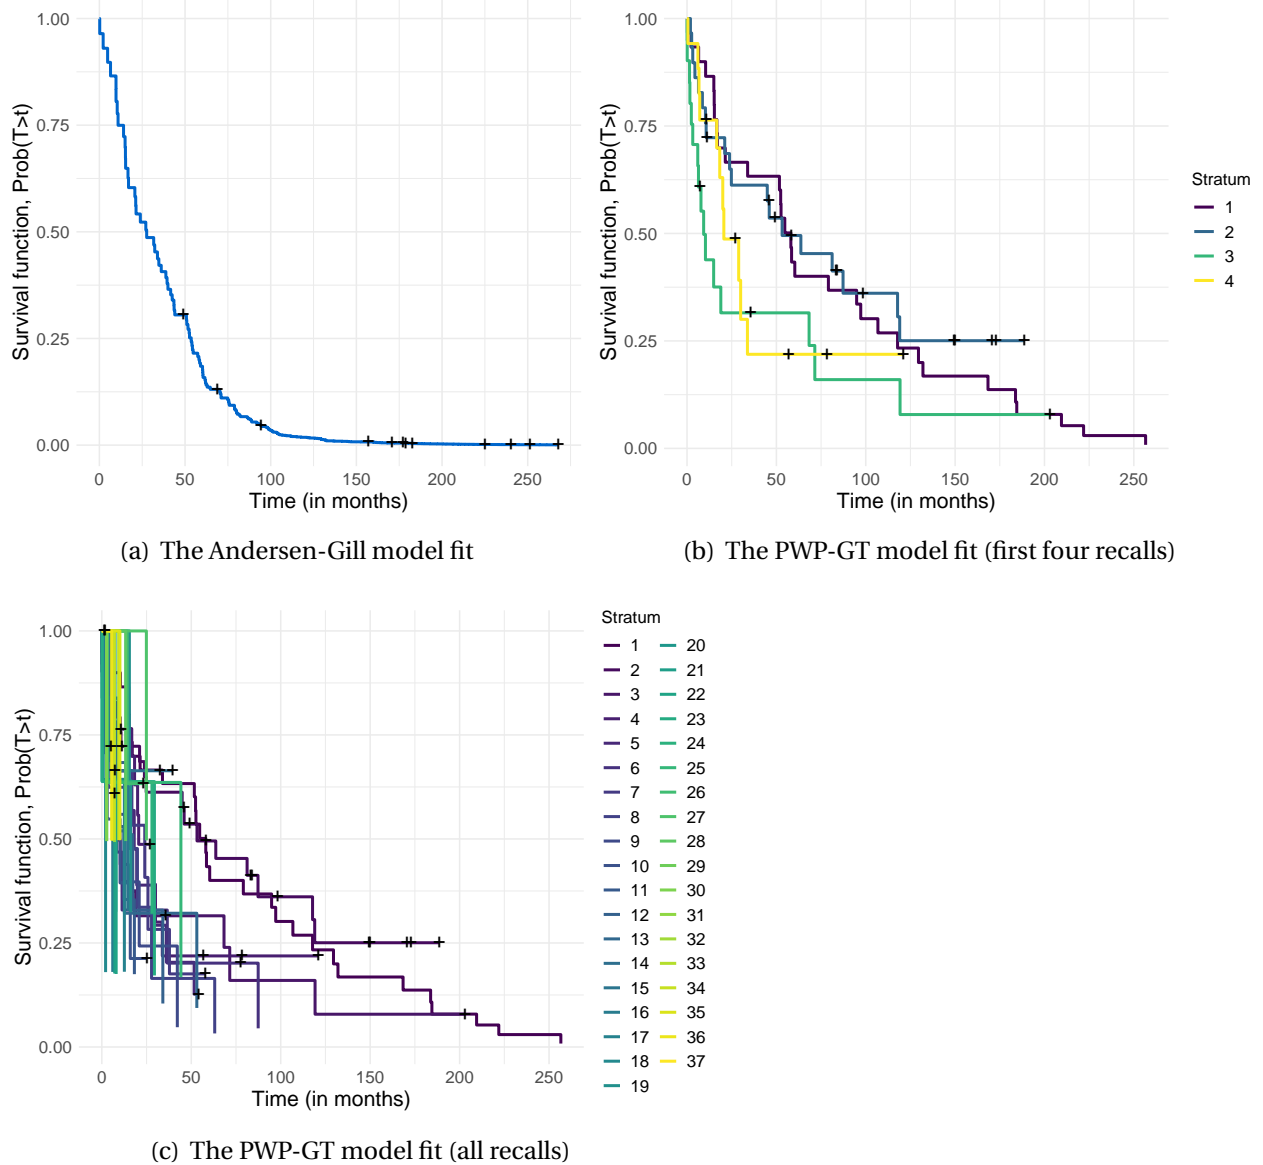 1.00
0.75
0.50
0.25
0.00
Survival function, Prob(T>t)
0 50 100 150 200 250
Time (in months)
(a) The Andersen-Gill model fit
1.00
0.75
0.50
0.25
0.00
Survival function, Prob(T>t)
0 50 100 150 200 250
Time (in months)
Stratum
1
2
3
4
(b) The PWP-GT model fit (first four recalls)
1.00
0.75
0.50
0.25
0.00
Survival function, Prob(T>t)
0 50 100 150 200 250
Time (in months)
Stratum
1 20
2 21
3 22
4 23
5 24
6 25
7 26
8 27
9 28
10 29
11 30
12 31
13 32
14 33
15 34
16 35
17 36
18 37
19
(c) The PWP-GT model fit (all recalls)